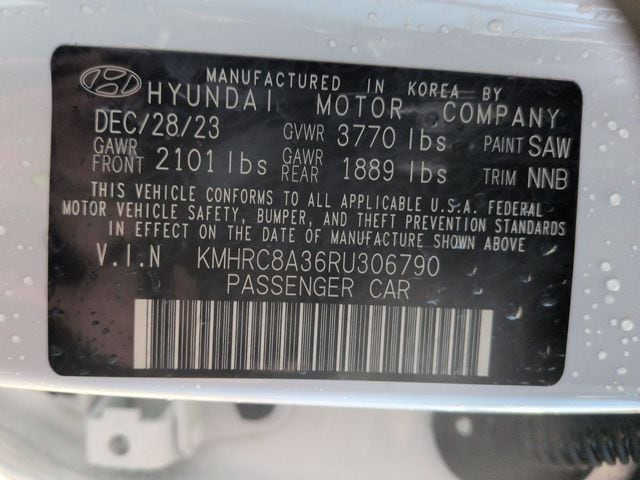 MANUFACTURED IN KOREA BY
HYUNDAI MOTOR COMPANY
DEC/28/23 GVWR 3770 lbs PAINT SAW
GAWR FRONT 2101 lbs GAWR REAR 1889 lbs TRIM NNB
THIS VEHICLE CONFORMS TO ALL APPLICABLE U.S.A. FEDERAL
MOTOR VEHICLE SAFETY, BUMPER, AND THEFT PREVENTION STANDARDS
IN EFFECT ON THE DATE OF MANUFACTURE SHOWN ABOVE
V.I.N KMHRC8A36RU306790
PASSENGER CAR